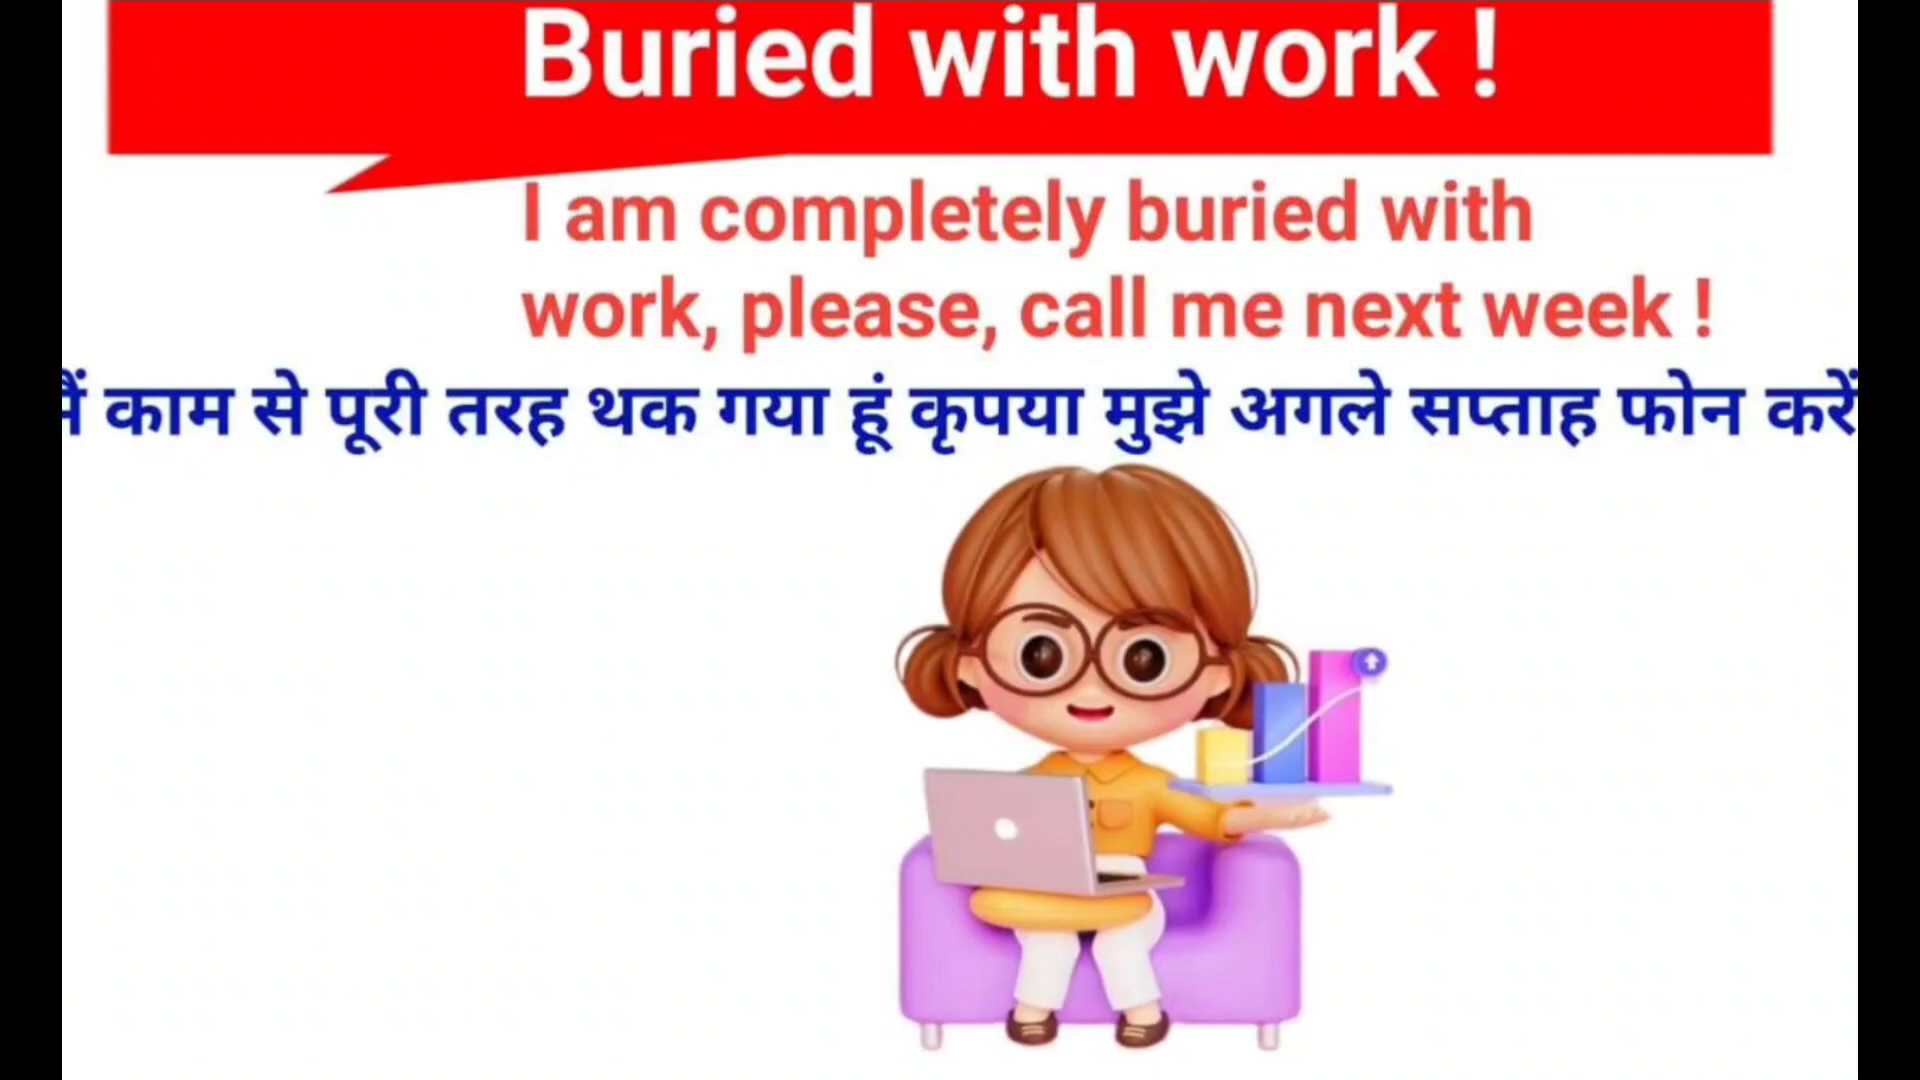 Buried with work !
I am completely buried with
work, please, call me next week !
मैं काम से पूरी तरह थक गया हूं कृपया मुझे अगले सप्ताह फोन करें